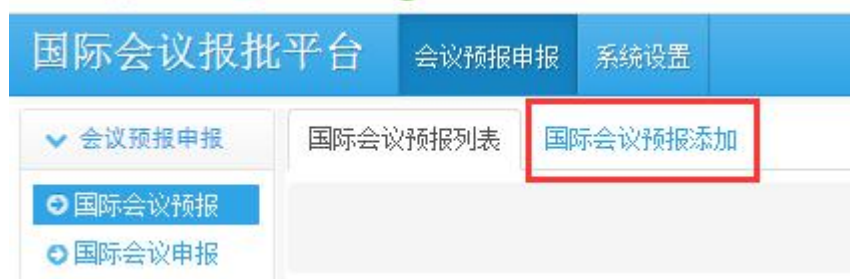 国际会议报批平台 会议预报申报 系统设置
会议预报申报 国际会议预报列表 国际会议预报添加
国际会议预报
国际会议申报